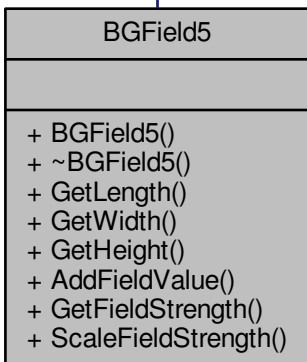 BGField5
+ BGField5()
+ ~BGField5()
+ GetLength()
+ GetWidth()
+ GetHeight()
+ AddFieldValue()
+ GetFieldStrength()
+ ScaleFieldStrength()